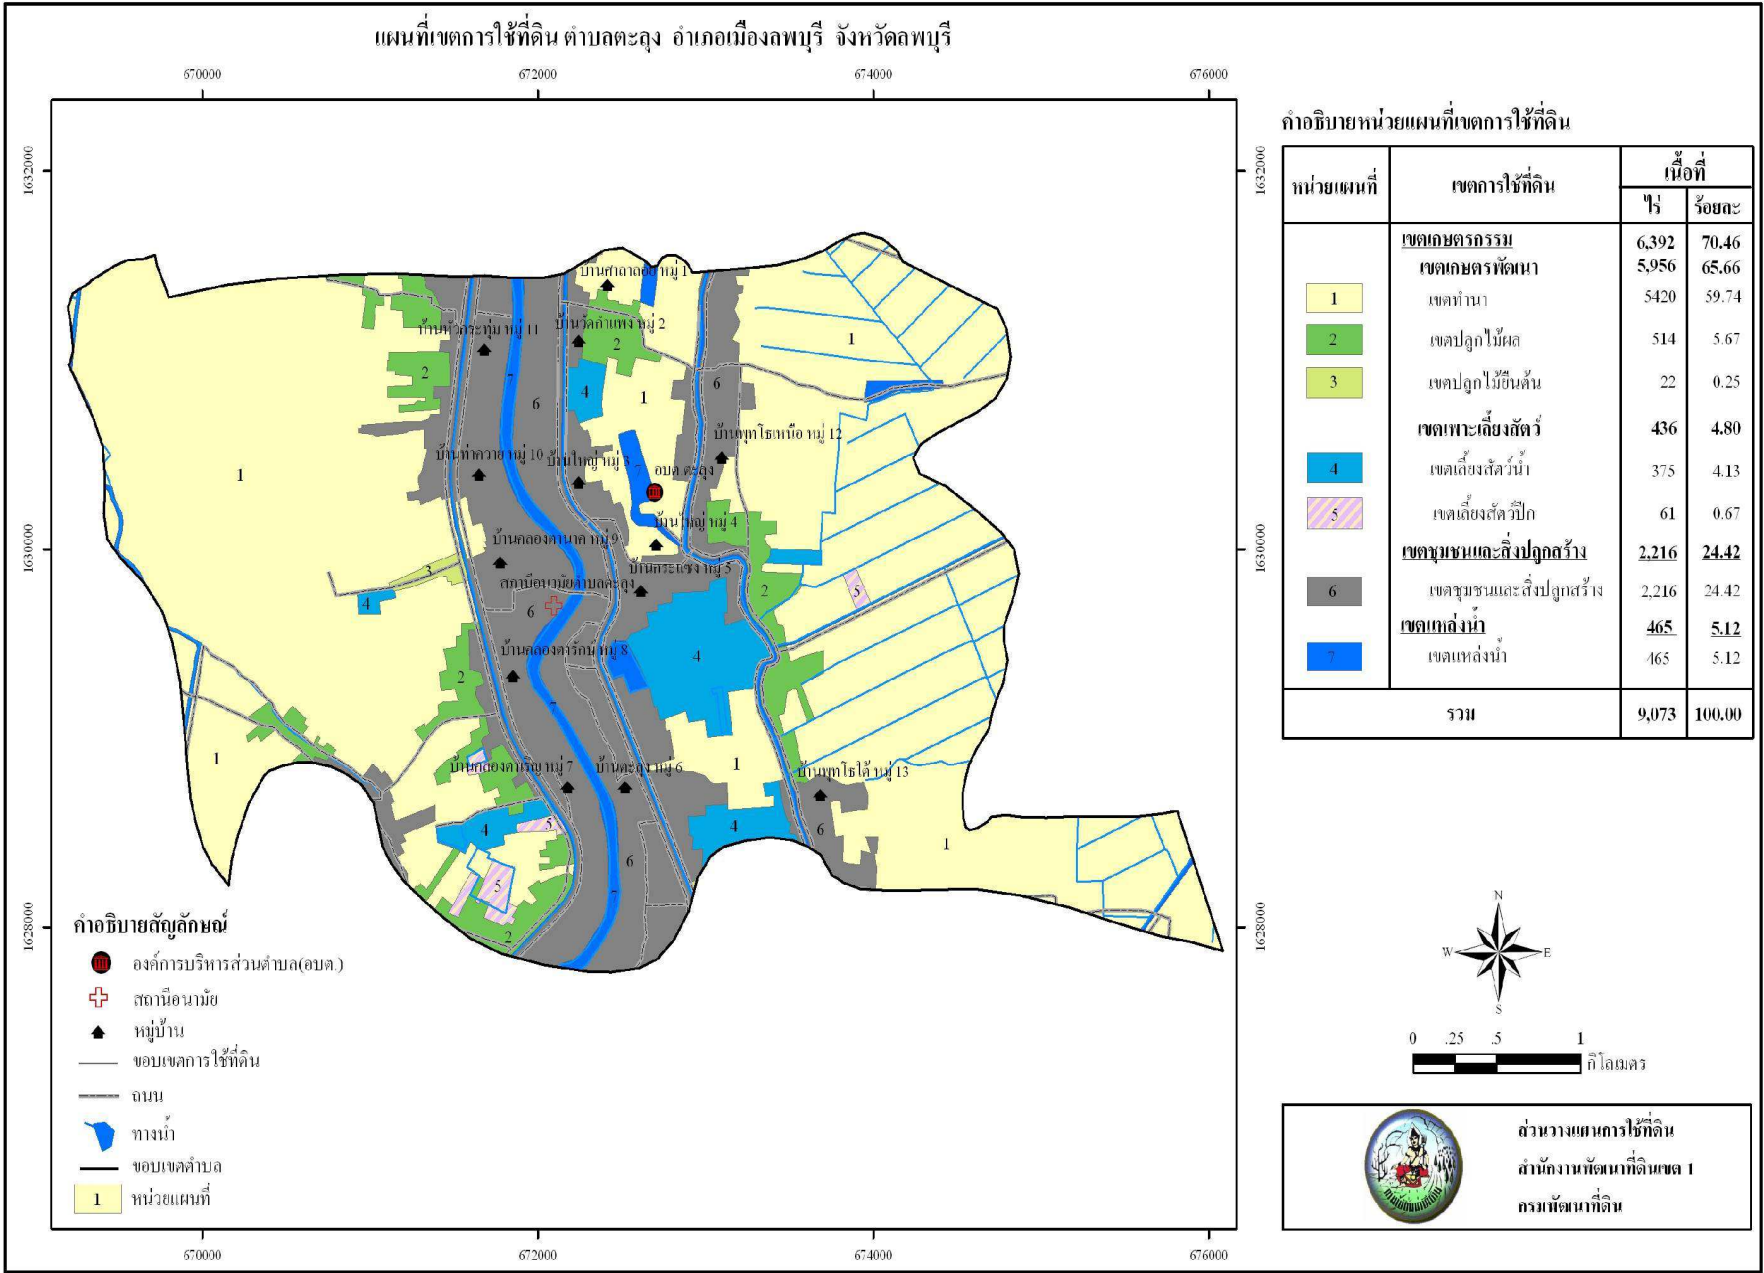 แผนที่เขตการใช้ที่ดิน ตำบลตะลุง อำเภอเมืองลพบุรี จังหวัดลพบุรี
670000 672000 674000 676000
1632000 1632000
1630000 1630000
1628000 1628000
670000 672000 674000 676000
บ้านศาลาลอย หมู่ 1
บ้านหัวกระทุ่ม หมู่ 11
บ้านวัดกำแพง หมู่ 2
บ้านพุทโธเหนือ หมู่ 12
บ้านท่าควาย หมู่ 10
บ้านใหญ่ หมู่ 3
อบต.ตะลุง
บ้านใหญ่ หมู่ 4
บ้านคลองตานาค หมู่ 9
บ้านกระแชง หมู่ 5
สถานีอนามัยตำบลตะลุง
บ้านคลองตารักษ์ หมู่ 8
บ้านคลองตาเริญ หมู่ 7
บ้านตะลุง หมู่ 6
บ้านพุทโธใต้ หมู่ 13
คำอธิบายสัญลักษณ์
องค์การบริหารส่วนตำบล(อบต.)
สถานีอนามัย
หมู่บ้าน
ขอบเขตการใช้ที่ดิน
ถนน
ทางน้ำ
ขอบเขตตำบล
1 หน่วยแผนที่
คำอธิบายหน่วยแผนที่เขตการใช้ที่ดิน
หน่วยแผนที่ เขตการใช้ที่ดิน เนื้อที่
ไร่ ร้อยละ
เขตเกษตรกรรม 6,392 70.46
เขตเกษตรพัฒนา 5,956 65.66
1 เขตทำนา 5420 59.74
2 เขตปลูกไม้ผล 514 5.67
3 เขตปลูกไม้ยืนต้น 22 0.25
เขตเพาะเลี้ยงสัตว์ 436 4.80
4 เขตเลี้ยงสัตว์น้ำ 375 4.13
5 เขตเลี้ยงสัตว์ปีก 61 0.67
เขตชุมชนและสิ่งปลูกสร้าง 2,216 24.42
6 เขตชุมชนและสิ่งปลูกสร้าง 2,216 24.42
เขตแหล่งน้ำ 465 5.12
7 เขตแหล่งน้ำ 465 5.12
รวม 9,073 100.00
N
W E
S
0 .25 .5 1
กิโลเมตร
ส่วนวางแผนการใช้ที่ดิน
สำนักงานพัฒนาที่ดินเขต 1
กรมพัฒนาที่ดิน